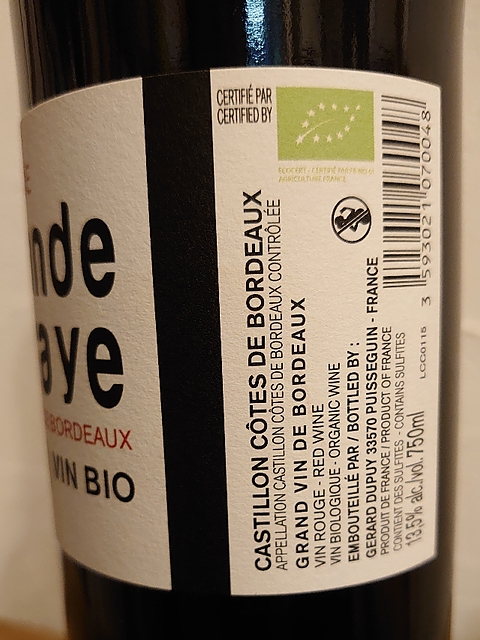 nde
aye
BORDEAUX
VIN BIO
CERTIFIÉ PAR
CERTIFIED BY
AGRICULTURE FRANCE
CASTILLON CÔTES DE BORDEAUX
APPELLATION CASTILLON CÔTES DE BORDEAUX CONTRÔLÉE
GRAND VIN DE BORDEAUX
VIN ROUGE - RED WINE
VIN BIOLOGIQUE - ORGANIC WINE
EMBOUTEILLÉ PAR / BOTTLED BY :
GERARD DUPUY 33570 PUISSEGUIN - FRANCE
PRODUIT DE FRANCE / PRODUCT OF FRANCE
CONTIENT DES SULFITES - CONTAINS SULFITES
13,5% alc./vol. 750ml
LCC0115
3 593021 070048